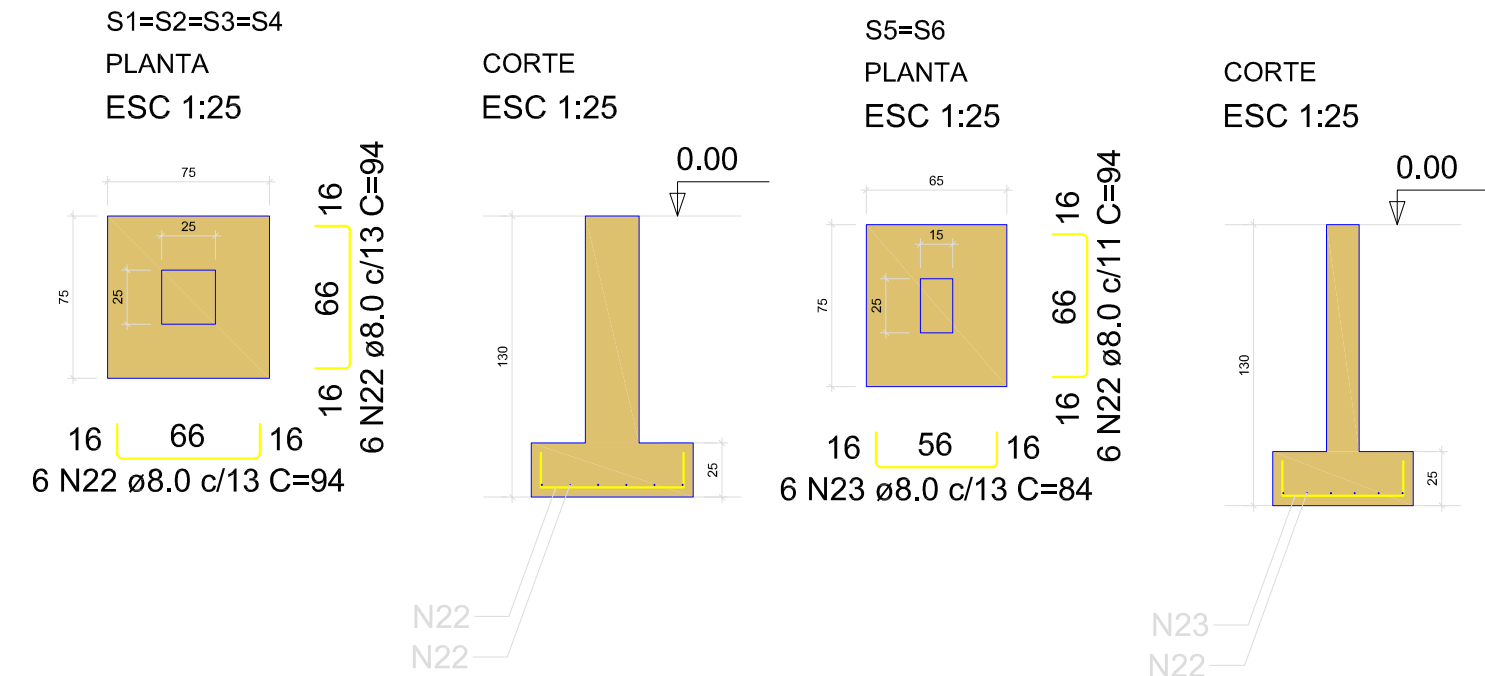 S1=S2=S3=S4
PLANTA
ESC 1:25
75
75
25
25
16
66
16
6 N22 ø8.0 c/13 C=94
16 66 16
6 N22 ø8.0 c/13 C=94
CORTE
ESC 1:25
0.00
130
25
N22
N22
S5=S6
PLANTA
ESC 1:25
65
75
15
25
16
66
16
6 N22 ø8.0 c/11 C=94
16 56 16
6 N23 ø8.0 c/13 C=84
CORTE
ESC 1:25
0.00
130
25
N23
N22